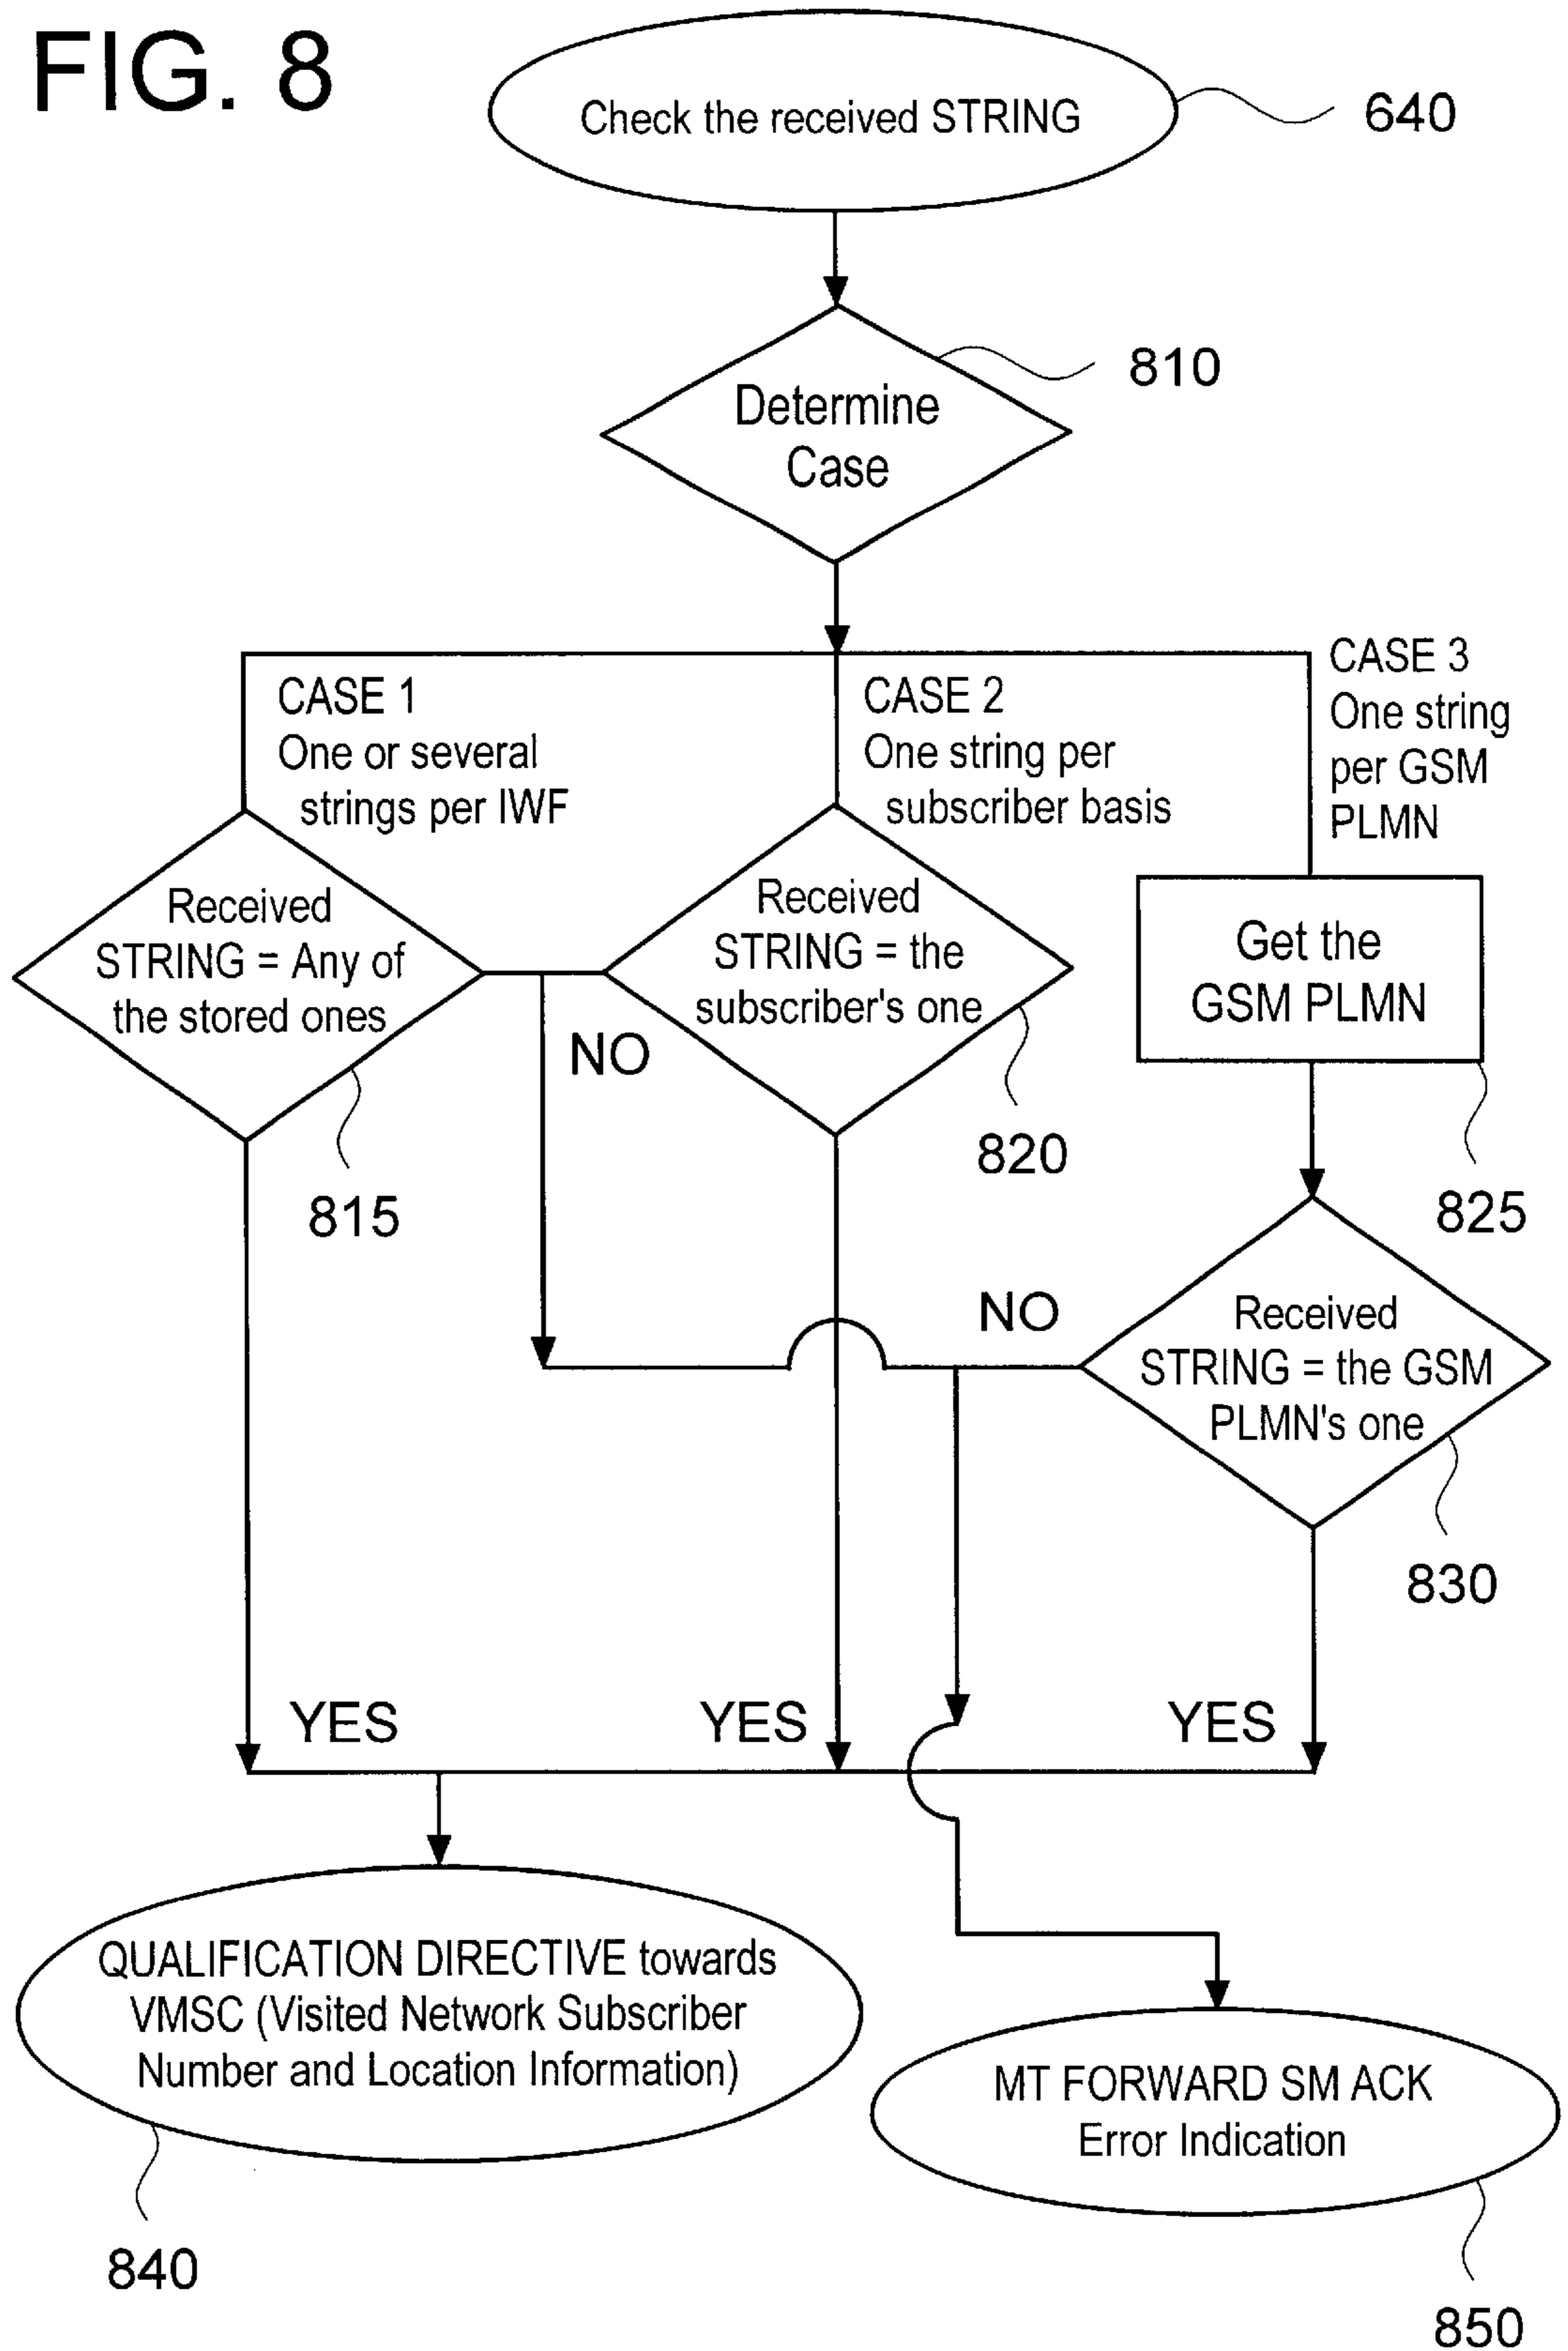 FIG. 8
Check the received STRING
640
810
Determine
Case
CASE 1
One or several
strings per IWF
CASE 2
One string per
subscriber basis
CASE 3
One string
per GSM
PLMN
Received
STRING = Any of
the stored ones
815
NO
Received
STRING = the
subscriber's one
820
Get the
GSM PLMN
825
NO
Received
STRING = the GSM
PLMN's one
830
YES
YES
YES
QUALIFICATION DIRECTIVE towards
VMSC (Visited Network Subscriber
Number and Location Information)
840
MT FORWARD SM ACK
Error Indication
850